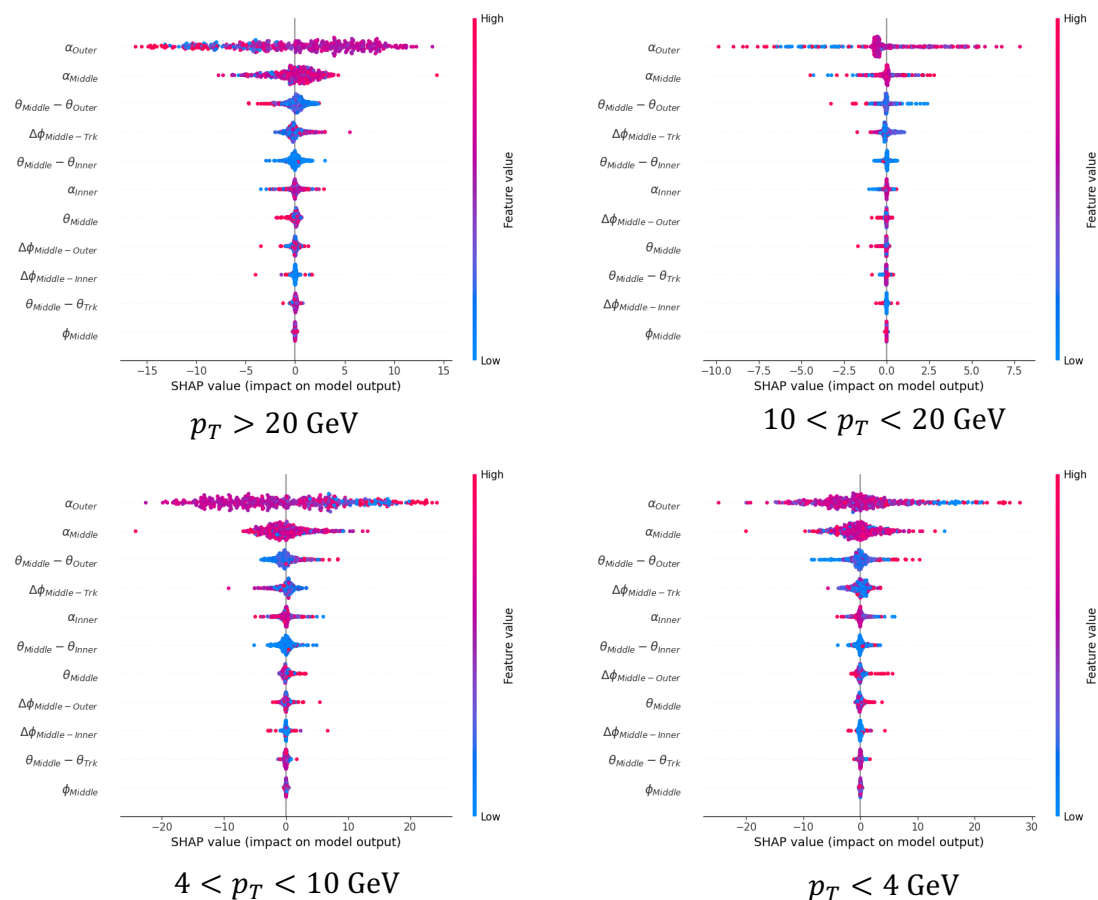 High
α_Outer
α_Middle
θ_Middle − θ_Outer
Δϕ_Middle−Trk
θ_Middle − θ_Inner
α_Inner
θ_Middle
Δϕ_Middle−Outer
Δϕ_Middle−Inner
θ_Middle − θ_Trk
ϕ_Middle
Feature value
Low
−15 −10 −5 0 5 10 15
SHAP value (impact on model output)
p_T > 20 GeV
High
α_Outer
α_Middle
θ_Middle − θ_Outer
Δϕ_Middle−Trk
θ_Middle − θ_Inner
α_Inner
Δϕ_Middle−Outer
θ_Middle
θ_Middle − θ_Trk
Δϕ_Middle−Inner
ϕ_Middle
Feature value
Low
−10.0 −7.5 −5.0 −2.5 0.0 2.5 5.0 7.5
SHAP value (impact on model output)
10 < p_T < 20 GeV
High
α_Outer
α_Middle
θ_Middle − θ_Outer
Δϕ_Middle−Trk
α_Inner
θ_Middle − θ_Inner
θ_Middle
Δϕ_Middle−Outer
Δϕ_Middle−Inner
θ_Middle − θ_Trk
ϕ_Middle
Feature value
Low
−20 −10 0 10 20
SHAP value (impact on model output)
4 < p_T < 10 GeV
High
α_Outer
α_Middle
θ_Middle − θ_Outer
Δϕ_Middle−Trk
α_Inner
θ_Middle − θ_Inner
Δϕ_Middle−Outer
θ_Middle
Δϕ_Middle−Inner
θ_Middle − θ_Trk
ϕ_Middle
Feature value
Low
−20 −10 0 10 20 30
SHAP value (impact on model output)
p_T < 4 GeV